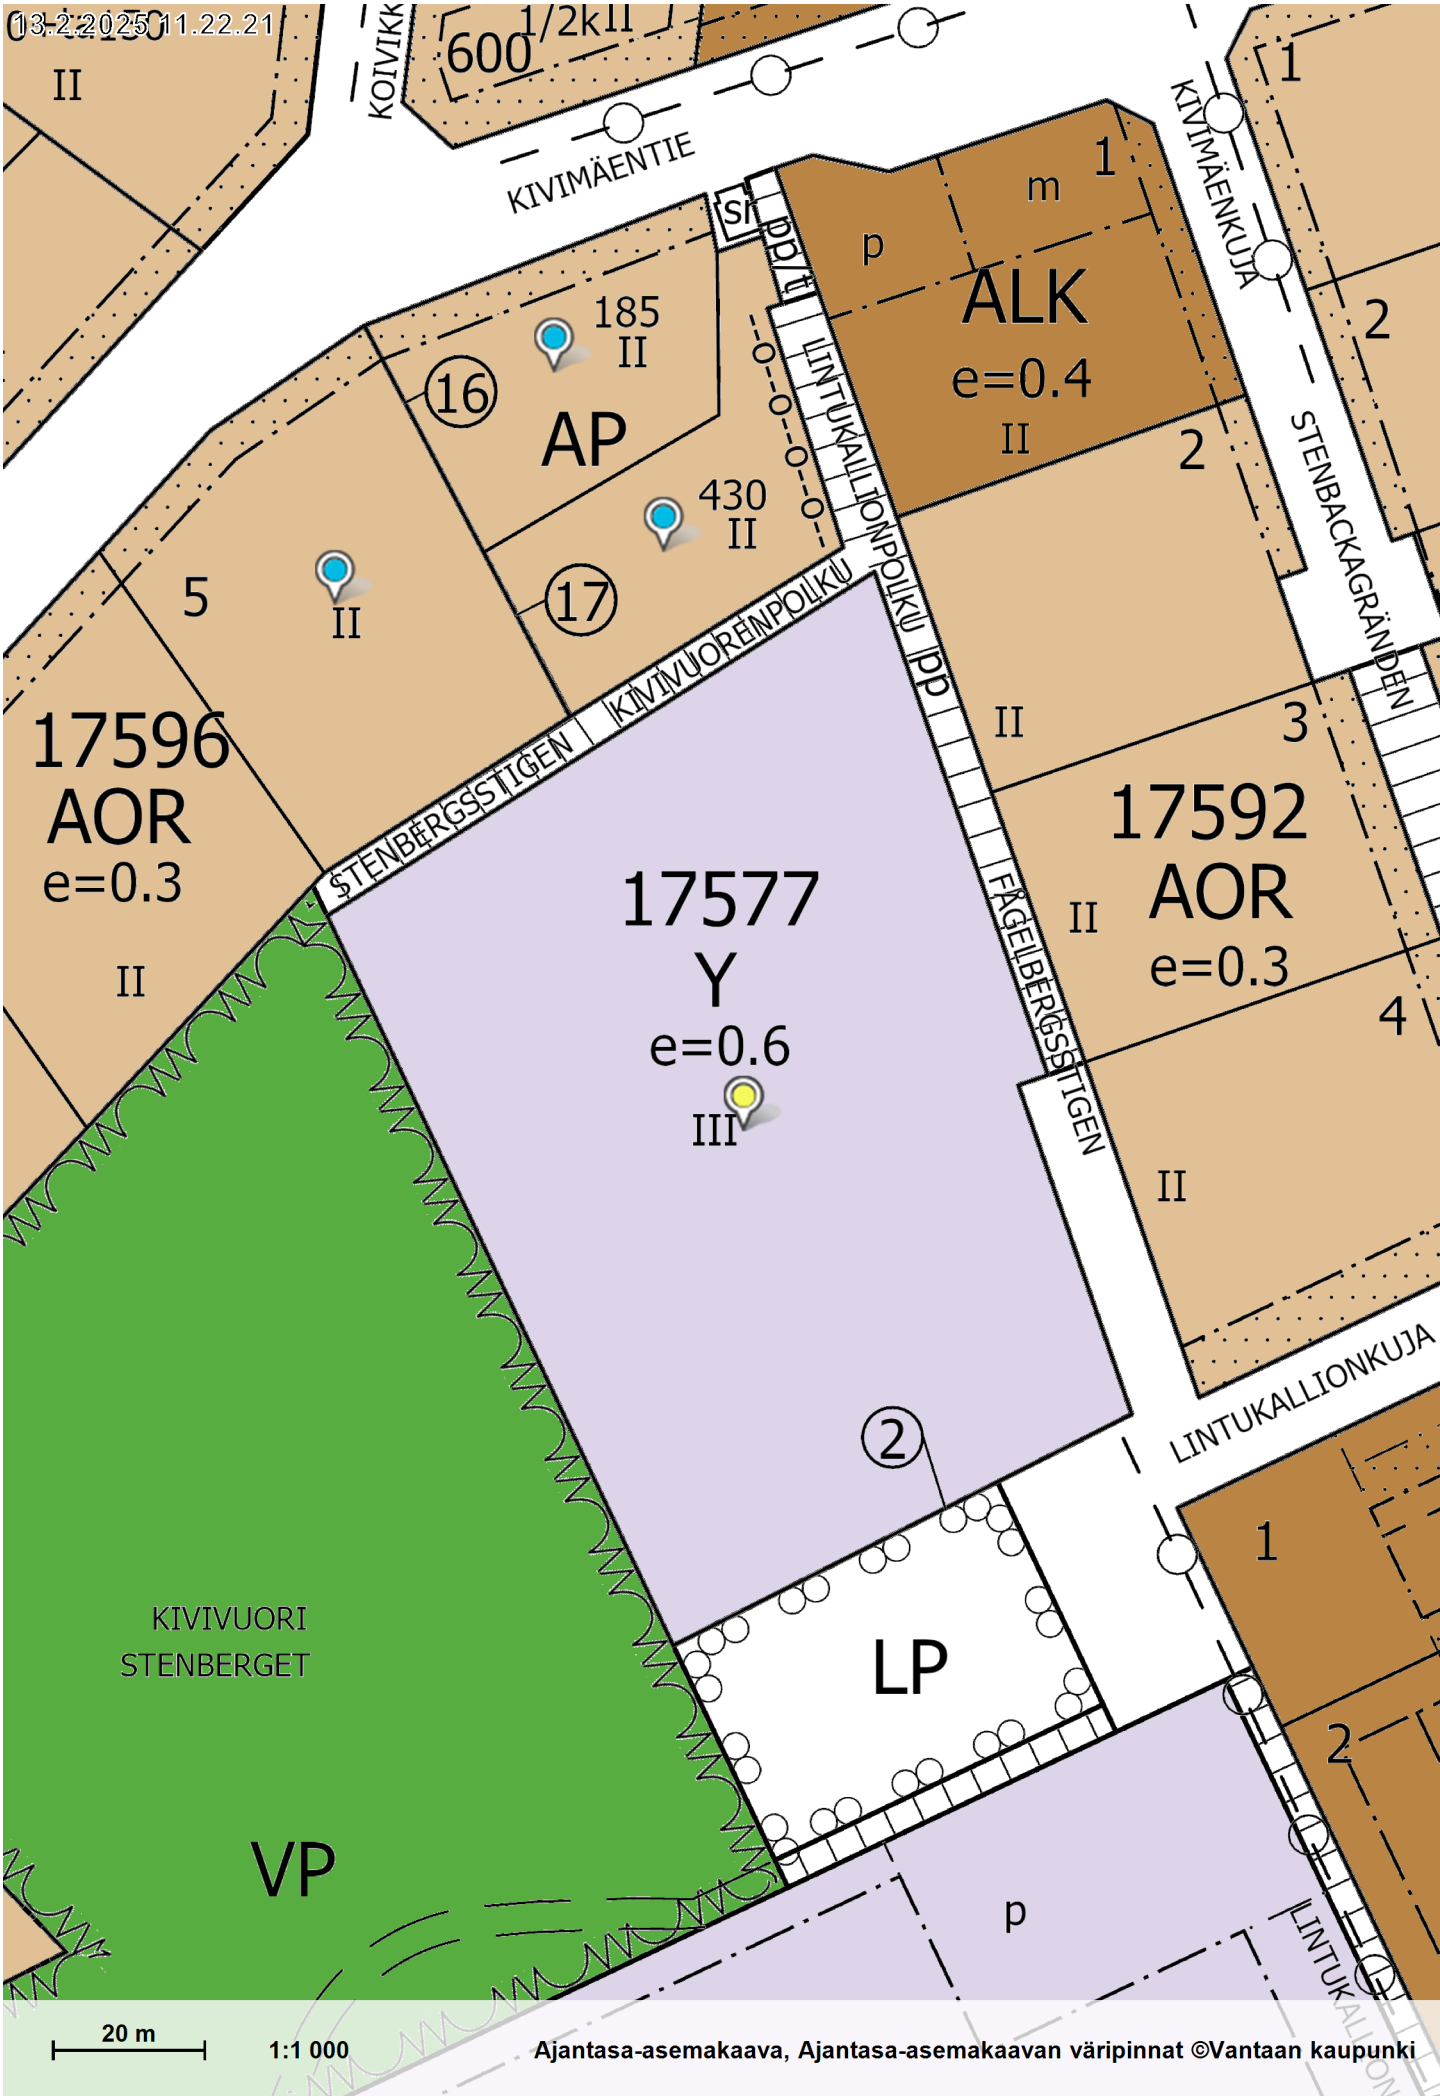 13.2.2025 11.22.21
II
KOIVIKK
600
1/2kII
KIVIMÄENTIE
1
KIVIMÄENKUJA
m
1
p
pp/t
ALK
e=0.4
II
2
2
185
II
16
AP
430
II
17
LINTUKALLIONPOLKU
pp
STENBACKAGRÄNDEN
5
II
KIVIVUORENPOLKU
STENBERGSSTIGEN
II
3
17596
AOR
e=0.3
II
17592
AOR
e=0.3
II
4
17577
Y
e=0.6
III
FÅGELBERGSSTIGEN
II
LINTUKALLIONKUJA
2
1
KIVIVUORI
STENBERGET
LP
2
VP
p
LINTUKALLION
20 m
1:1 000
Ajantasa-asemakaava, Ajantasa-asemakaavan väripinnat ©Vantaan kaupunki